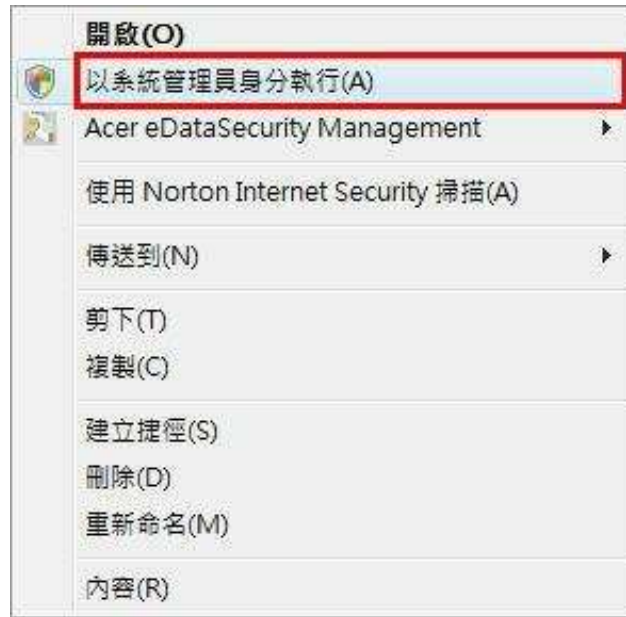 開啟(O)
以系統管理員身分執行(A)
Acer eDataSecurity Management
使用 Norton Internet Security 掃描(A)
傳送到(N)
剪下(T)
複製(C)
建立捷徑(S)
刪除(D)
重新命名(M)
內容(R)